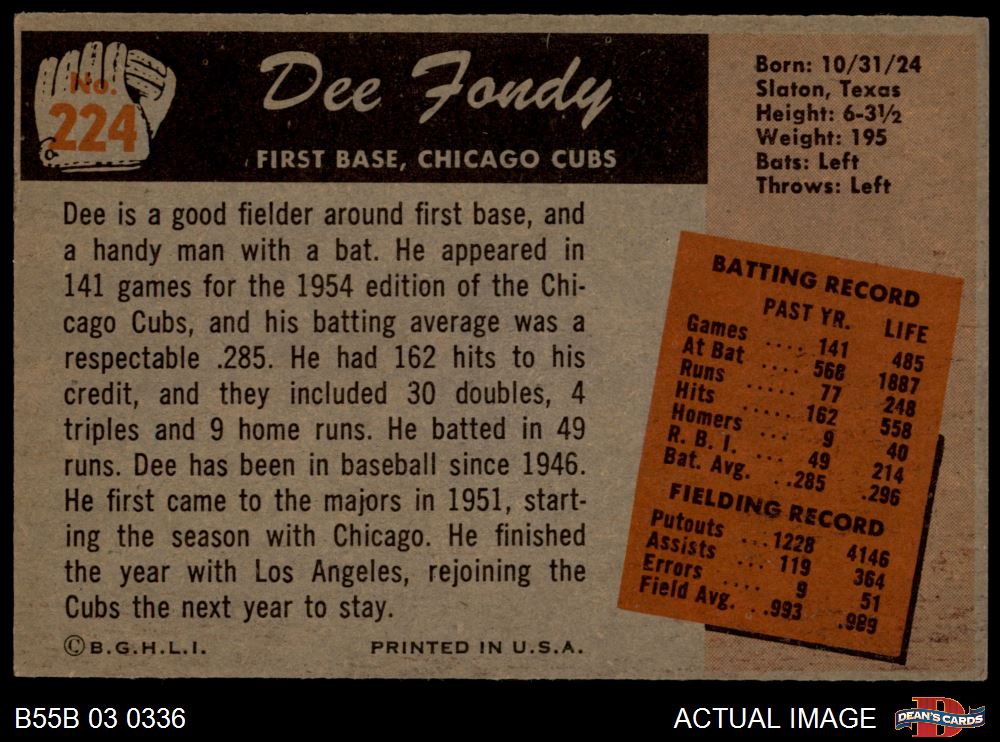 No.
224
Dee Fondy
FIRST BASE, CHICAGO CUBS
Born: 10/31/24
Slaton, Texas
Height: 6-3½
Weight: 195
Bats: Left
Throws: Left
Dee is a good fielder around first base, and
a handy man with a bat. He appeared in
141 games for the 1954 edition of the Chi-
cago Cubs, and his batting average was a
respectable .285. He had 162 hits to his
credit, and they included 30 doubles, 4
triples and 9 home runs. He batted in 49
runs. Dee has been in baseball since 1946.
He first came to the majors in 1951, start-
ing the season with Chicago. He finished
the year with Los Angeles, rejoining the
Cubs the next year to stay.
©B.G.H.L.I.
PRINTED IN U.S.A.
BATTING RECORD
PAST YR. LIFE
Games .... 141 485
At Bat .... 568 1887
Runs ..... 77 248
Hits ..... 162 558
Homers ... 9 40
R. B. I. ... 49 214
Bat. Avg. ..285 .296
FIELDING RECORD
Putouts ...1228 4146
Assists ... 119 364
Errors .... 9 51
Field Avg. ..993 .989
B55B 03 0336
ACTUAL IMAGE
DEAN'S CARDS